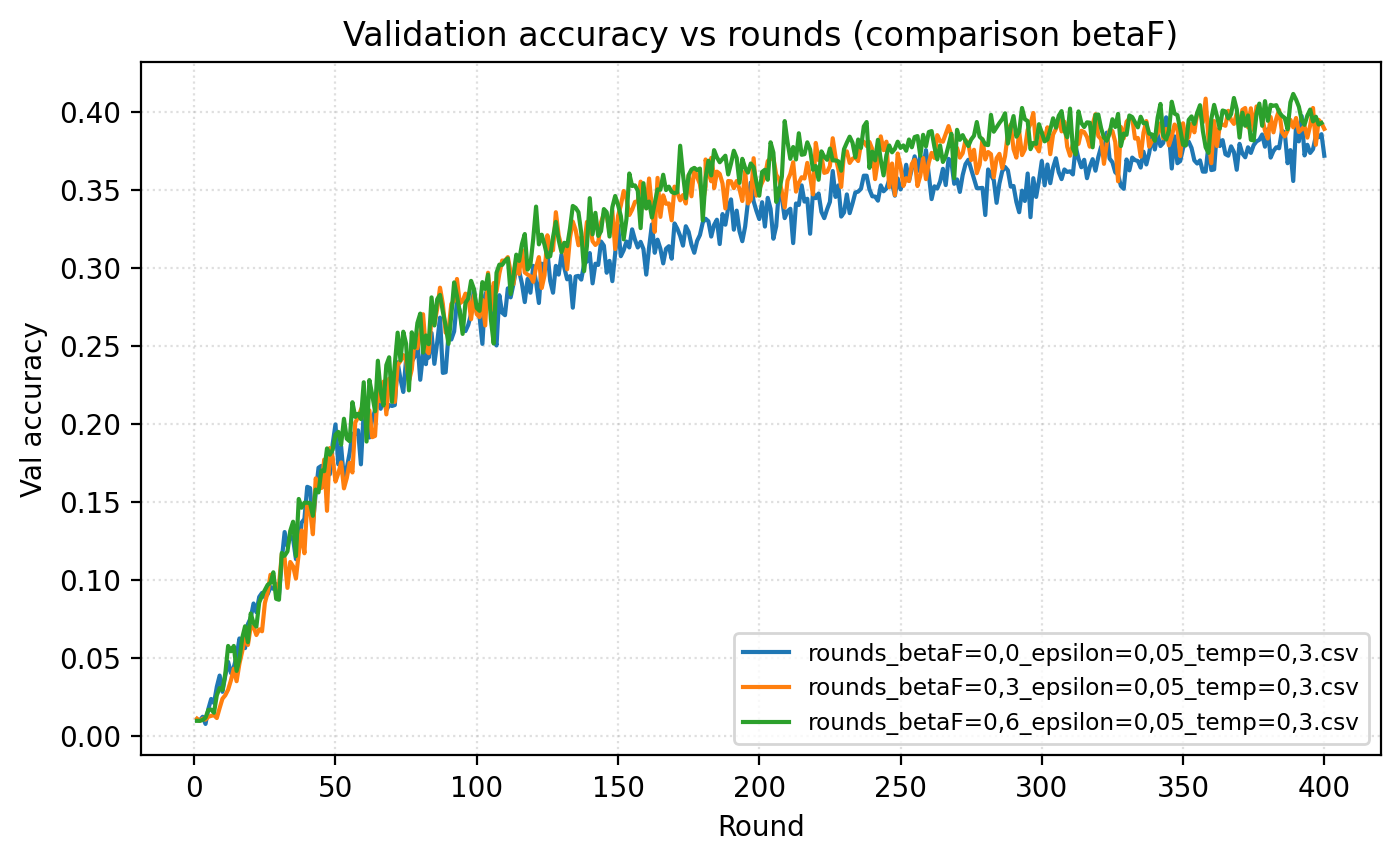 Validation accuracy vs rounds (comparison betaF)
Val accuracy
0.40
0.35
0.30
0.25
0.20
0.15
0.10
0.05
0.00
rounds_betaF=0,0_epsilon=0,05_temp=0,3.csv
rounds_betaF=0,3_epsilon=0,05_temp=0,3.csv
rounds_betaF=0,6_epsilon=0,05_temp=0,3.csv
0 50 100 150 200 250 300 350 400
Round